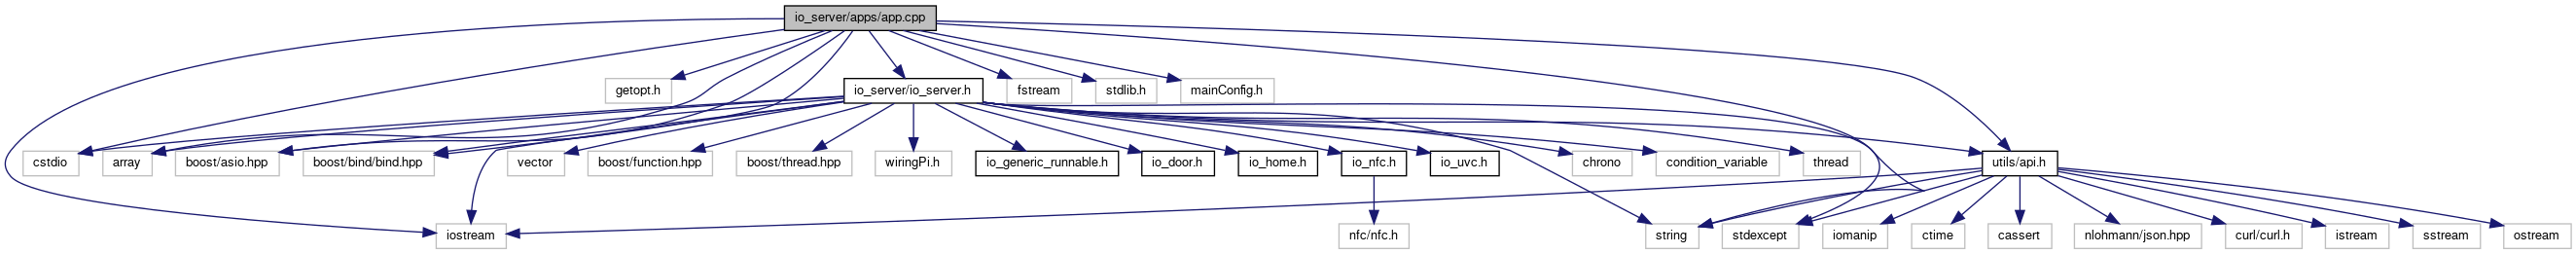 io_server/apps/app.cpp
getopt.h
io_server/io_server.h
fstream
stdlib.h
mainConfig.h
cstdio
array
boost/asio.hpp
boost/bind/bind.hpp
vector
boost/function.hpp
boost/thread.hpp
wiringPi.h
io_generic_runnable.h
io_door.h
io_home.h
io_nfc.h
io_uvc.h
chrono
condition_variable
thread
utils/api.h
iostream
nfc/nfc.h
string
stdexcept
iomanip
ctime
cassert
nlohmann/json.hpp
curl/curl.h
istream
sstream
ostream